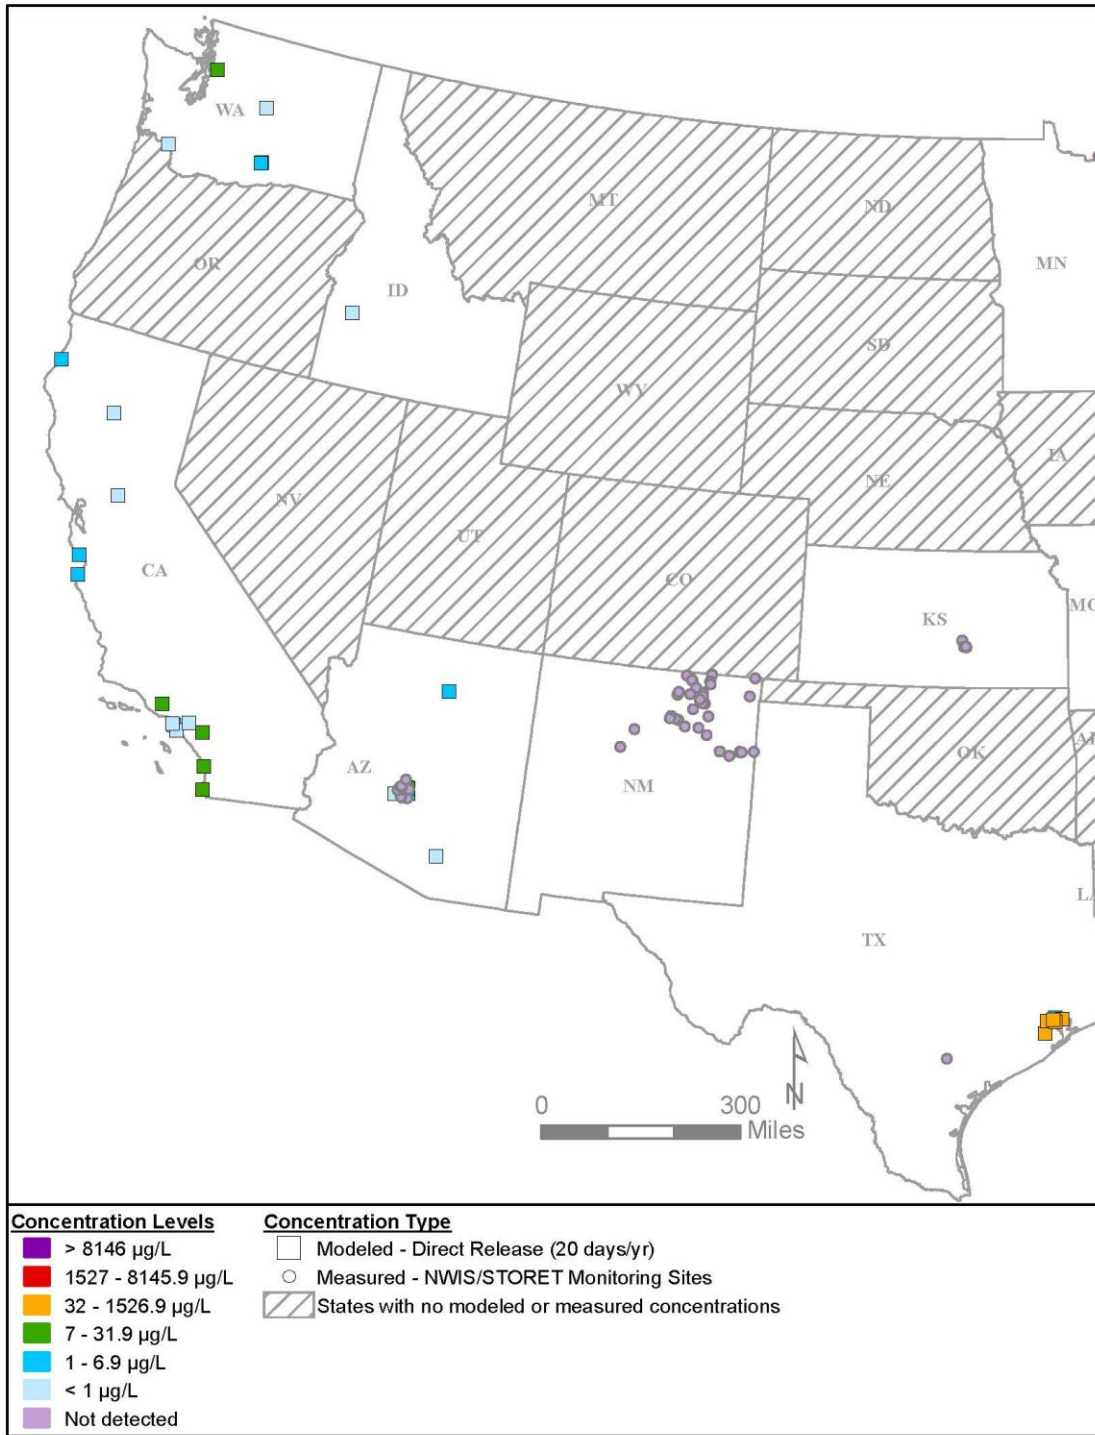 WA
MT
ND
MN
OR
ID
SD
WY
IA
NE
NV
UT
CO
CA
KS
AZ
NM
OK
TX
N
0 300
Miles
Concentration Levels
> 8146 µg/L
1527 - 8145.9 µg/L
32 - 1526.9 µg/L
7 - 31.9 µg/L
1 - 6.9 µg/L
< 1 µg/L
Not detected
Concentration Type
Modeled - Direct Release (20 days/yr)
Measured - NWIS/STORET Monitoring Sites
States with no modeled or measured concentrations